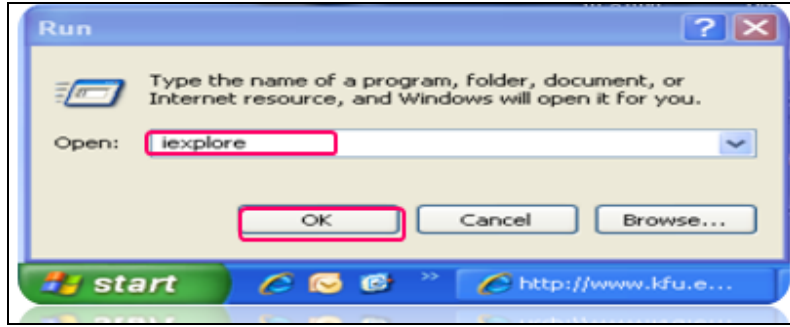 Run
Type the name of a program, folder, document, or
Internet resource, and Windows will open it for you.
Open: iexplore
OK Cancel Browse...
start http://www.kfu.e...